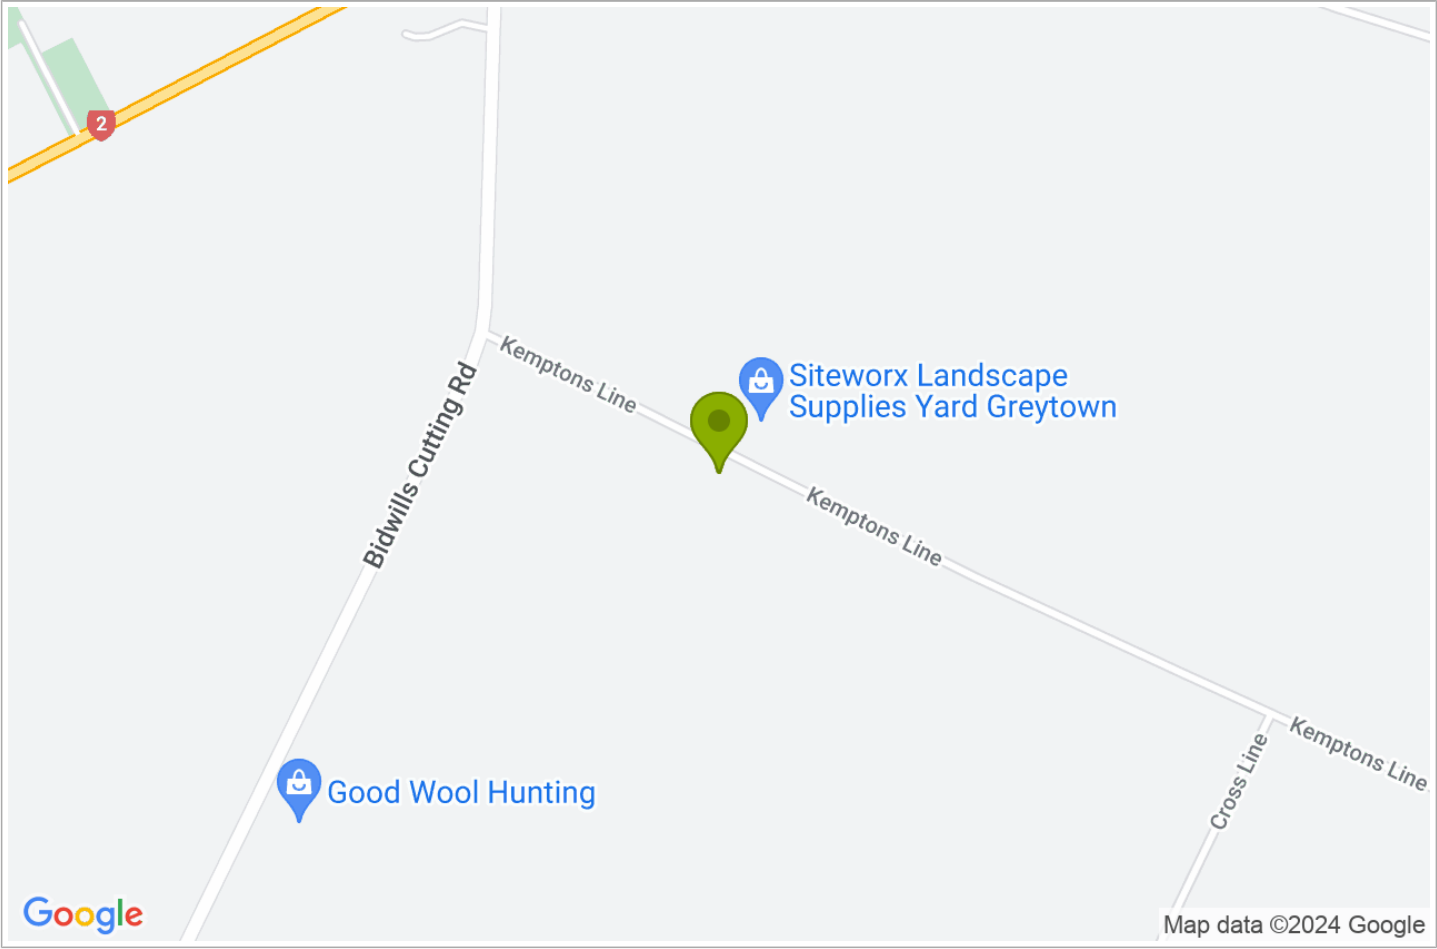 2
Kemptons Line
Siteworx Landscape
Supplies Yard Greytown
Bidwills Cutting Rd
Kemptons Line
Kemptons Line
Cross Line
Good Wool Hunting
Google
Map data ©2024 Google